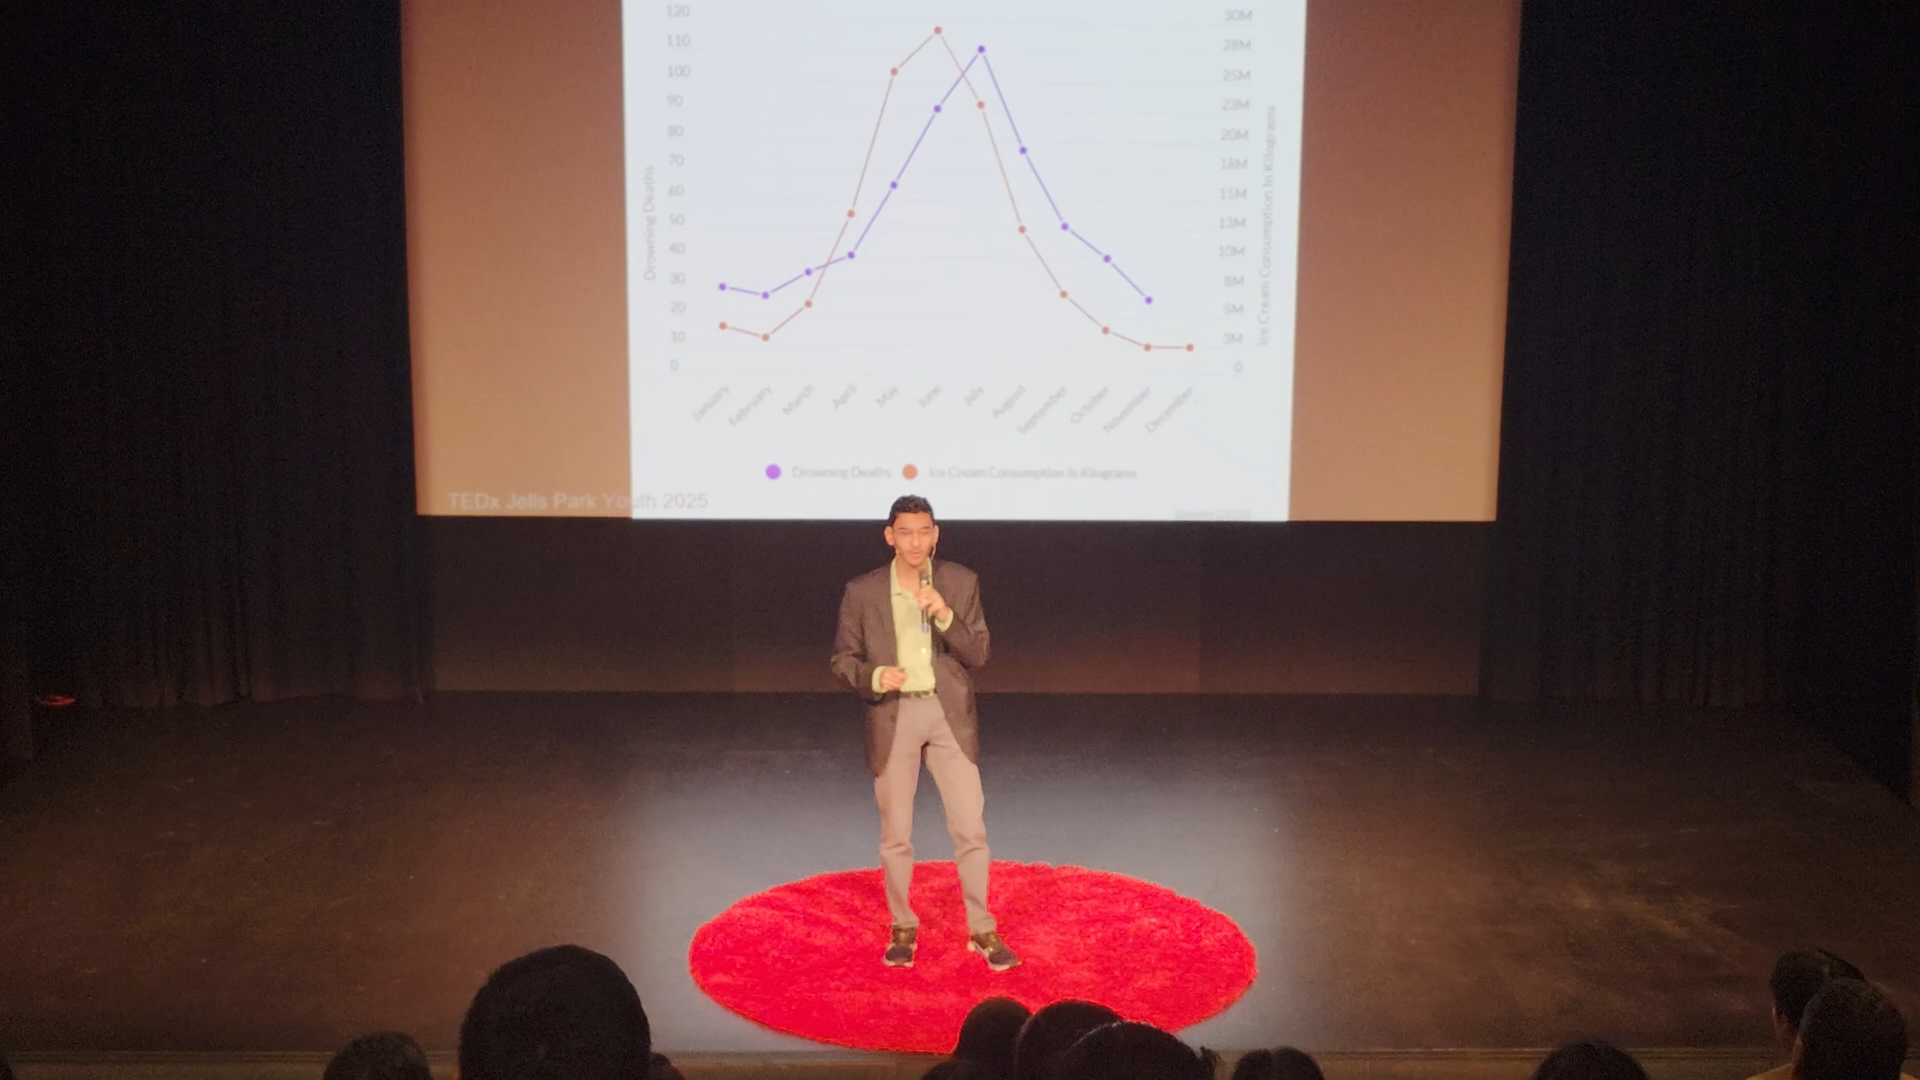 120
110
100
90
80
70
60
50
40
30
20
10
0
Drowning Deaths
30M
28M
25M
23M
20M
18M
15M
13M
10M
8M
5M
3M
0
Ice Cream Consumption in Kilograms
January
February
March
April
May
June
July
August
September
October
November
December
Drowning Deaths
Ice Cream Consumption in Kilograms
TEDx Jells Park Youth 2025